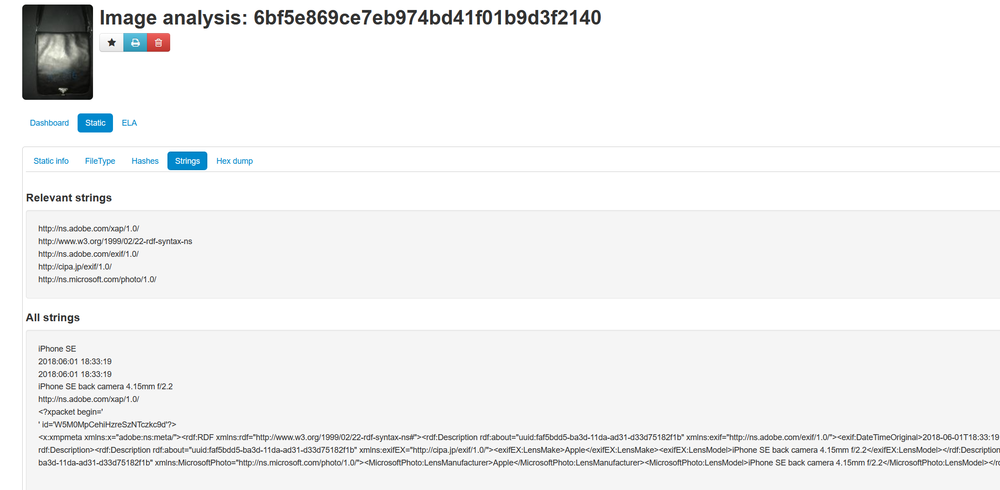 Image analysis: 6bf5e869ce7eb974bd41f01b9d3f2140
Dashboard Static ELA
Static info FileType Hashes Strings Hex dump
Relevant strings
http://ns.adobe.com/xap/1.0/
http://www.w3.org/1999/02/22-rdf-syntax-ns
http://ns.adobe.com/exif/1.0/
http://cipa.jp/exif/1.0/
http://ns.microsoft.com/photo/1.0/
All strings
iPhone SE
2018:06:01 18:33:19
2018:06:01 18:33:19
iPhone SE back camera 4.15mm f/2.2
http://ns.adobe.com/xap/1.0/
<?xpacket begin='
' id='W5M0MpCehiHzreSzNTczkc9d'?>
<x:xmpmeta xmlns:x="adobe:ns:meta/"><rdf:RDF xmlns:rdf="http://www.w3.org/1999/02/22-rdf-syntax-ns#"><rdf:Description rdf:about="uuid:faf5bdd5-ba3d-11da-ad31-d33d75182f1b" xmlns:exif="http://ns.adobe.com/exif/1.0/"><exif:DateTimeOriginal>2018-06-01T18:33:19
rdf:Description><rdf:Description rdf:about="uuid:faf5bdd5-ba3d-11da-ad31-d33d75182f1b" xmlns:exifEX="http://cipa.jp/exif/1.0/"><exifEX:LensMake>Apple</exifEX:LensMake><exifEX:LensModel>iPhone SE back camera 4.15mm f/2.2</exifEX:LensModel></rdf:Description
ba3d-11da-ad31-d33d75182f1b" xmlns:MicrosoftPhoto="http://ns.microsoft.com/photo/1.0/"><MicrosoftPhoto:LensManufacturer>Apple</MicrosoftPhoto:LensManufacturer><MicrosoftPhoto:LensModel>iPhone SE back camera 4.15mm f/2.2</MicrosoftPhoto:LensModel></rd